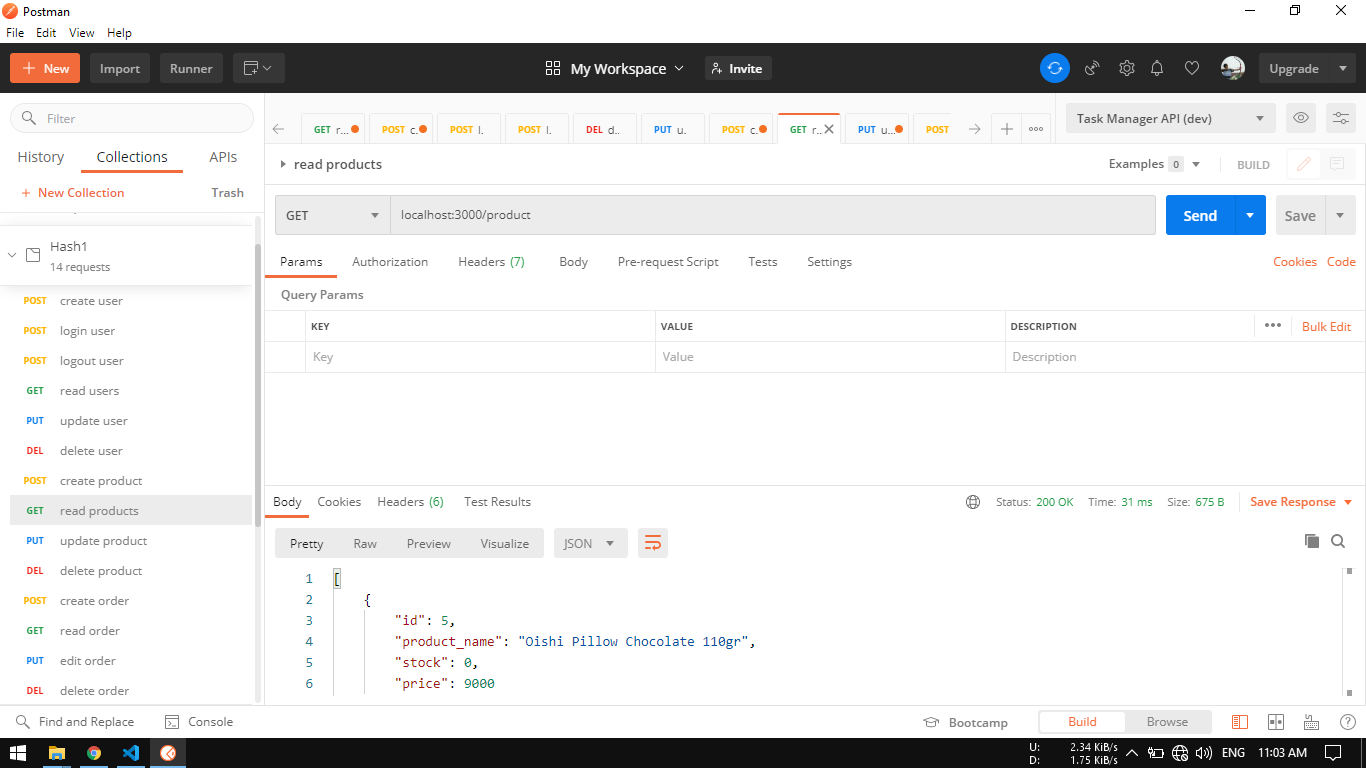 Postman
File Edit View Help
New Import Runner My Workspace Invite Upgrade
Filter
History Collections APIs
+ New Collection Trash
Hash1
14 requests
POST create user
POST login user
POST logout user
GET read users
PUT update user
DEL delete user
POST create product
GET read products
PUT update product
DEL delete product
POST create order
GET read order
PUT edit order
DEL delete order
GET r... POST c. POST l. POST l. DEL d.. PUT u. POST c. GET r.. PUT u... POST
Task Manager API (dev)
read products Examples 0 BUILD
GET localhost:3000/product Send Save
Params Authorization Headers (7) Body Pre-request Script Tests Settings Cookies Code
Query Params
KEY VALUE DESCRIPTION Bulk Edit
Key Value Description
Body Cookies Headers (6) Test Results Status: 200 OK Time: 31 ms Size: 675 B Save Response
Pretty Raw Preview Visualize JSON
1 [
2 {
3 "id": 5,
4 "product_name": "Oishi Pillow Chocolate 110gr",
5 "stock": 0,
6 "price": 9000
Find and Replace Console Bootcamp Build Browse
U: 2.34 KiB/s
D: 1.75 KiB/s
ENG 11:03 AM